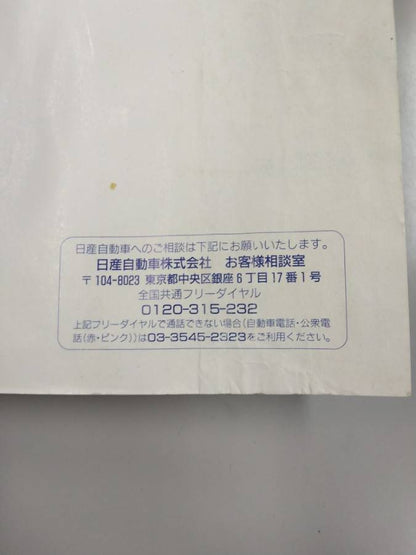 日産自動車へのご相談は下記にお願いいたします。
日産自動車株式会社 お客様相談室
〒104-8023 東京都中央区銀座6丁目17番1号
全国共通フリーダイヤル
0120-315-232
上記フリーダイヤルで通話できない場合(自動車電話・公衆電
話(赤・ピンク))は03-3545-2323をご利用ください。